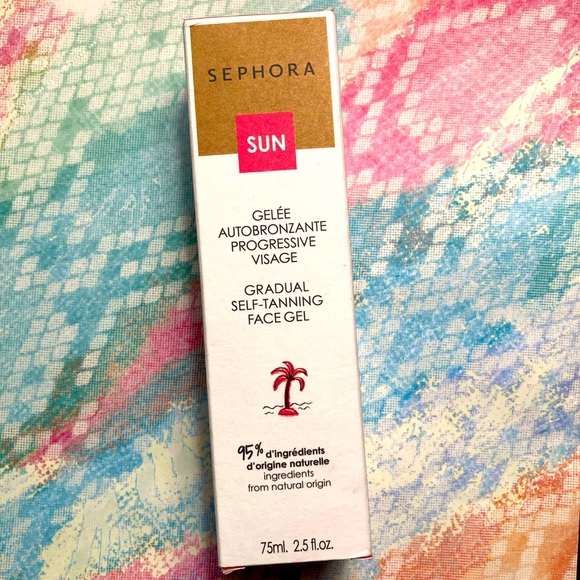 SEPHORA
SUN
GELÉE
AUTOBRONZANTE
PROGRESSIVE
VISAGE
GRADUAL
SELF-TANNING
FACE GEL
95% d'ingrédients
d'origine naturelle
ingredients
from natural origin
75ml. 2.5 fl.oz.